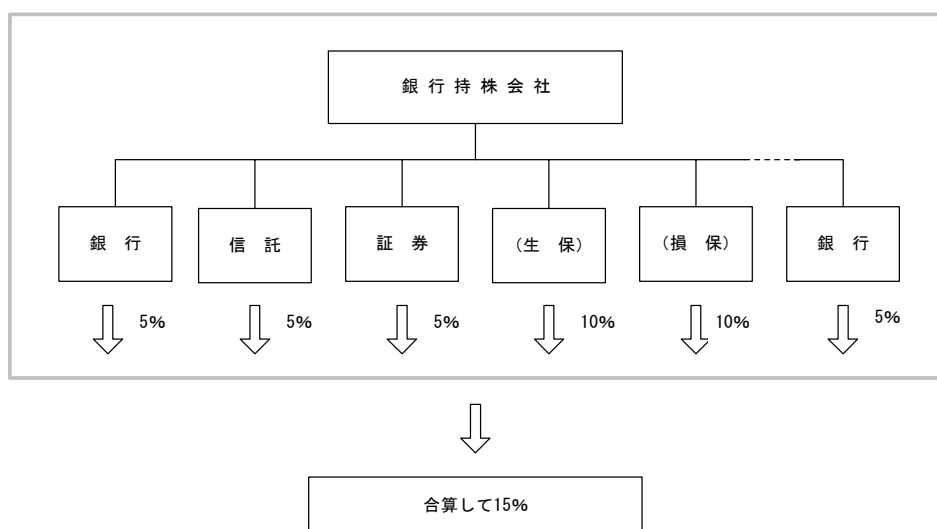 銀行持株会社
銀 行
信 託
証 券
(生 保)
(損 保)
銀 行
5%
5%
5%
10%
10%
5%
合算して15%